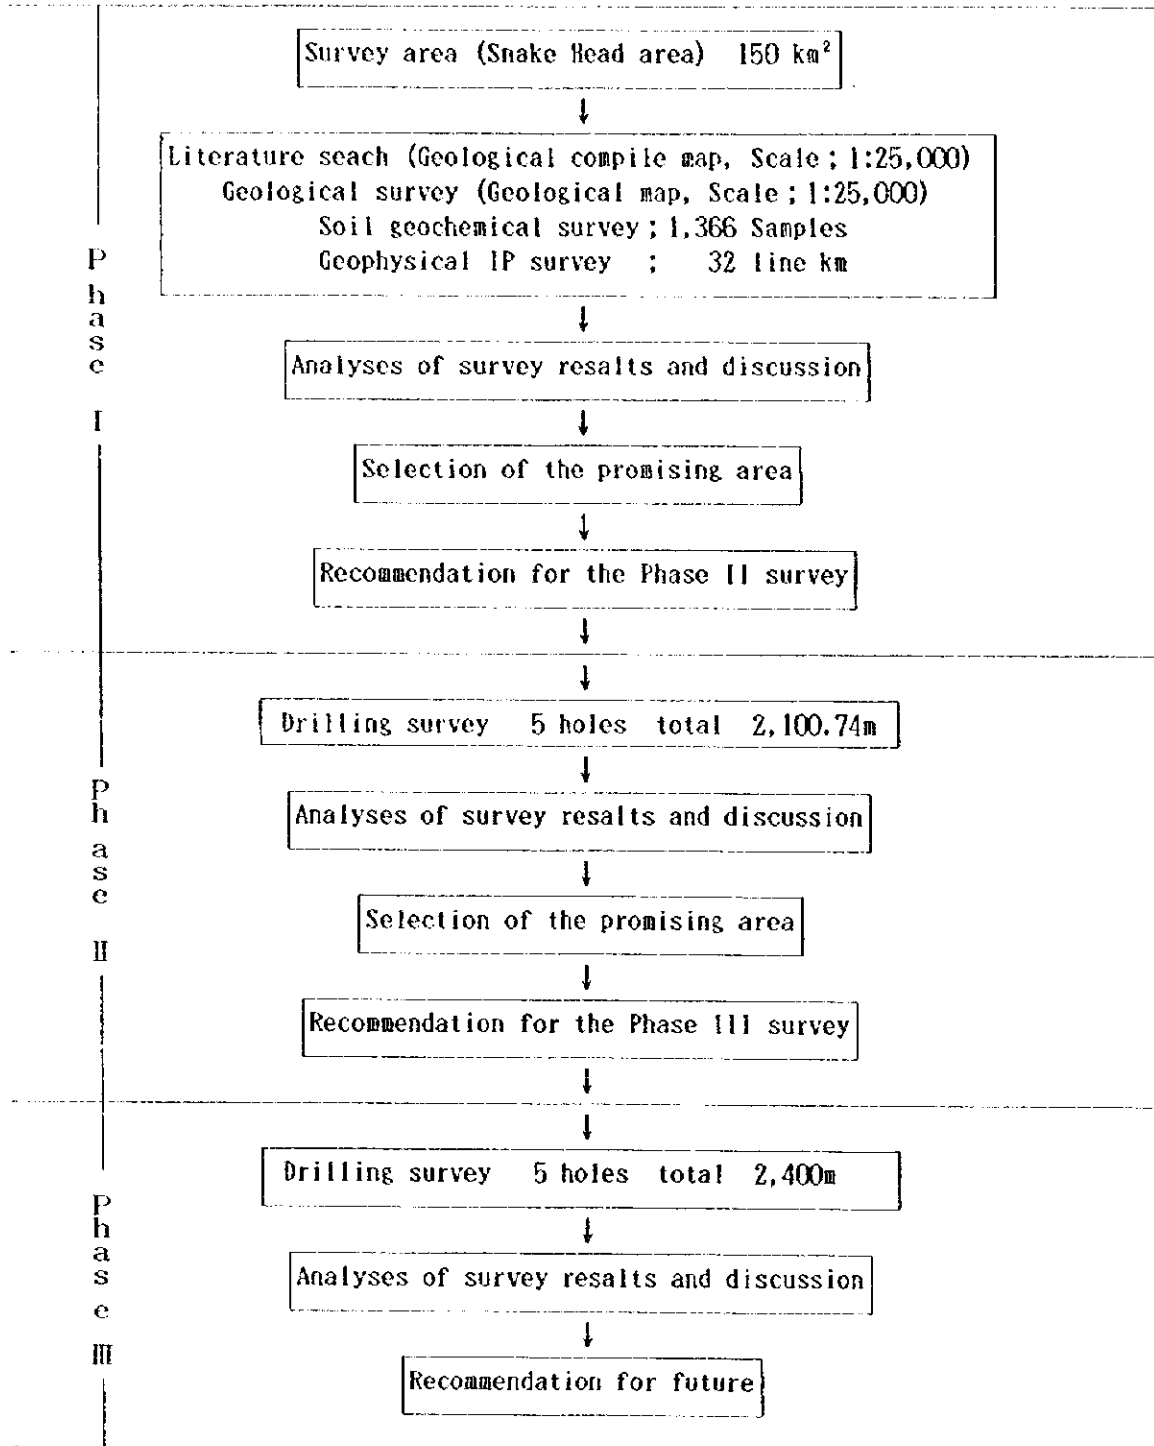 Survey area (Snake Head area) 150 km²
↓
Literature seach (Geological compile map, Scale ; 1:25,000)
Geological survey (Geological map, Scale ; 1:25,000)
Soil geochemical survey ; 1,366 Samples
Geophysical IP survey ; 32 line km
↓
Analyses of survey resalts and discussion
↓
Selection of the promising area
↓
Recommendation for the Phase II survey
↓
Phase I
↓
Drilling survey 5 holes total 2,100.74m
↓
Analyses of survey resalts and discussion
↓
Selection of the promising area
↓
Recommendation for the Phase III survey
↓
Phase II
↓
Drilling survey 5 holes total 2,400m
↓
Analyses of survey resalts and discussion
↓
Recommendation for future
Phase III